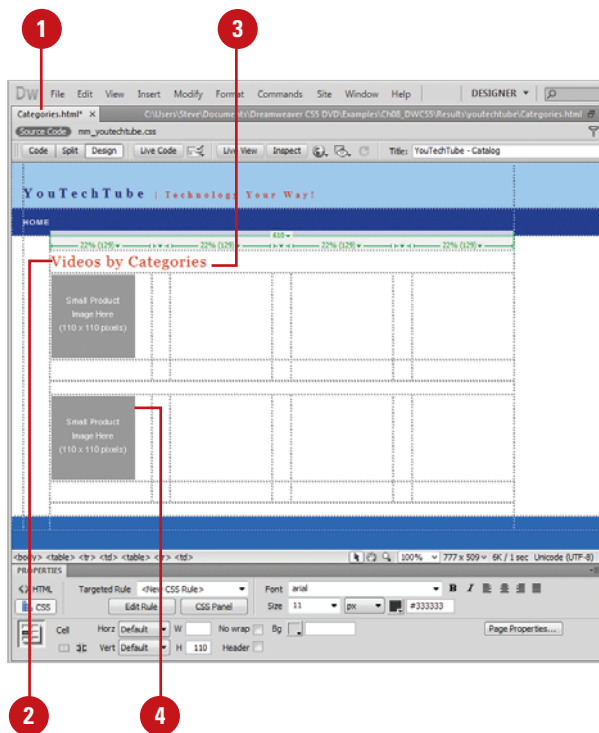 1
3
DW File Edit View Insert Modify Format Commands Site Window Help DESIGNER
Categories.html* × C:\Users\Steve\Documents\Dreamweaver CS5 DVD\Examples\Ch08_DWCS5\Results\youtechtube\Categories.html
Source Code mm_youtechtube.css
Code Split Design Live Code Live View Inspect Title: YouTechTube - Catalog
YouTechTube | Technology Your Way!
HOME
610
22% (129) 22% (129) 22% (129) 22% (129)
Videos by Categories
Small Product
Image Here
(110 x 110 pixels)
Small Product
Image Here
(110 x 110 pixels)
<body> <table> <tr> <td> <table> <tr> <td> 100% 777 x 509 6K / 1 sec Unicode (UTF-8)
PROPERTIES
<> HTML Targeted Rule <New CSS Rule> Font arial B I
CSS Edit Rule CSS Panel Size 11 px #333333
Cell Horz Default W No wrap Bg Page Properties...
Vert Default H 110 Header
2
4